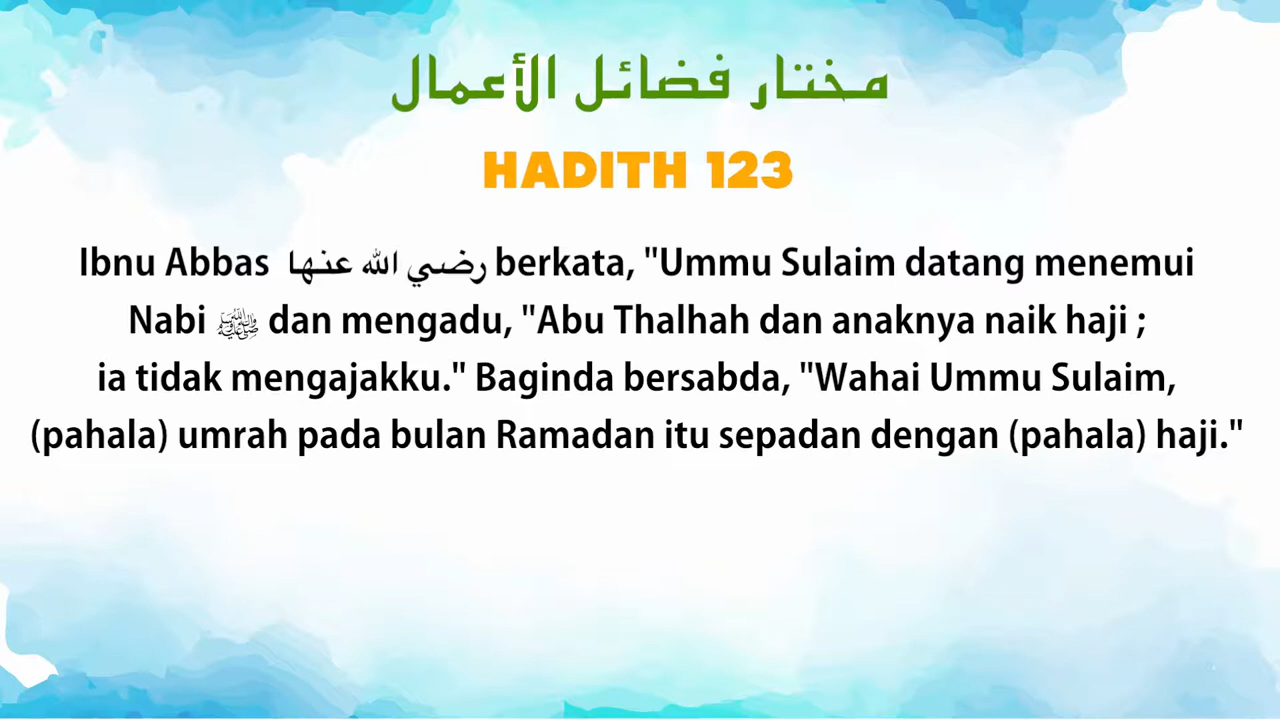 مختار فضائل الأعمال
HADITH 123
Ibnu Abbas رضي الله عنها berkata, "Ummu Sulaim datang menemui
Nabi ﷺ dan mengadu, "Abu Thalhah dan anaknya naik haji ;
ia tidak mengajakku." Baginda bersabda, "Wahai Ummu Sulaim,
(pahala) umrah pada bulan Ramadan itu sepadan dengan (pahala) haji."